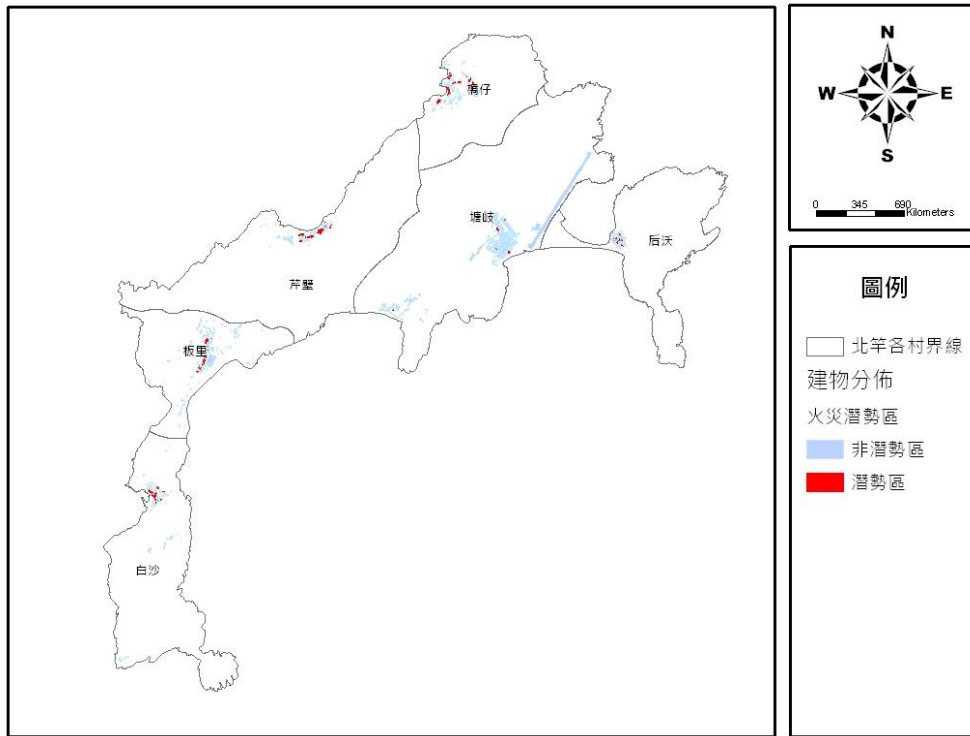 橋仔
塘岐
后沃
芹壁
板里
白沙
N
W
E
S
0 345 690
Kilometers
圖例
北竿各村界線
建物分佈
火災潛勢區
非潛勢區
潛勢區